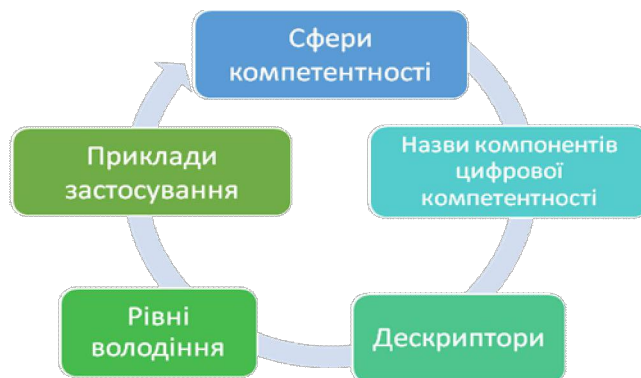 Сфери
компетентності
Назви компонентів
цифрової
компетентності
Дескриптори
Рівні
володіння
Приклади
застосування